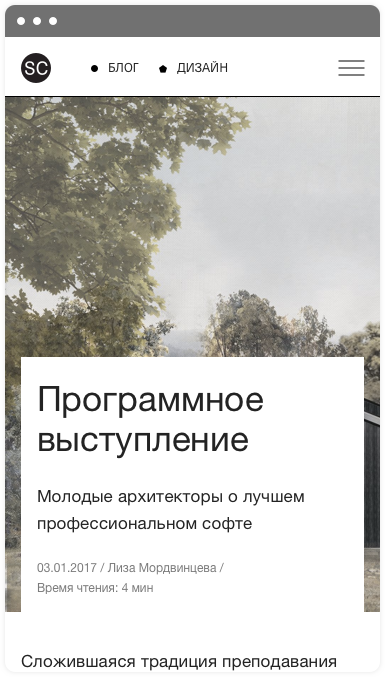 SC БЛОГ ДИЗАЙН
Программное
выступление
Молодые архитекторы о лучшем
профессиональном софте
03.01.2017 / Лиза Мордвинцева /
Время чтения: 4 мин
Сложившаяся традиция преподавания